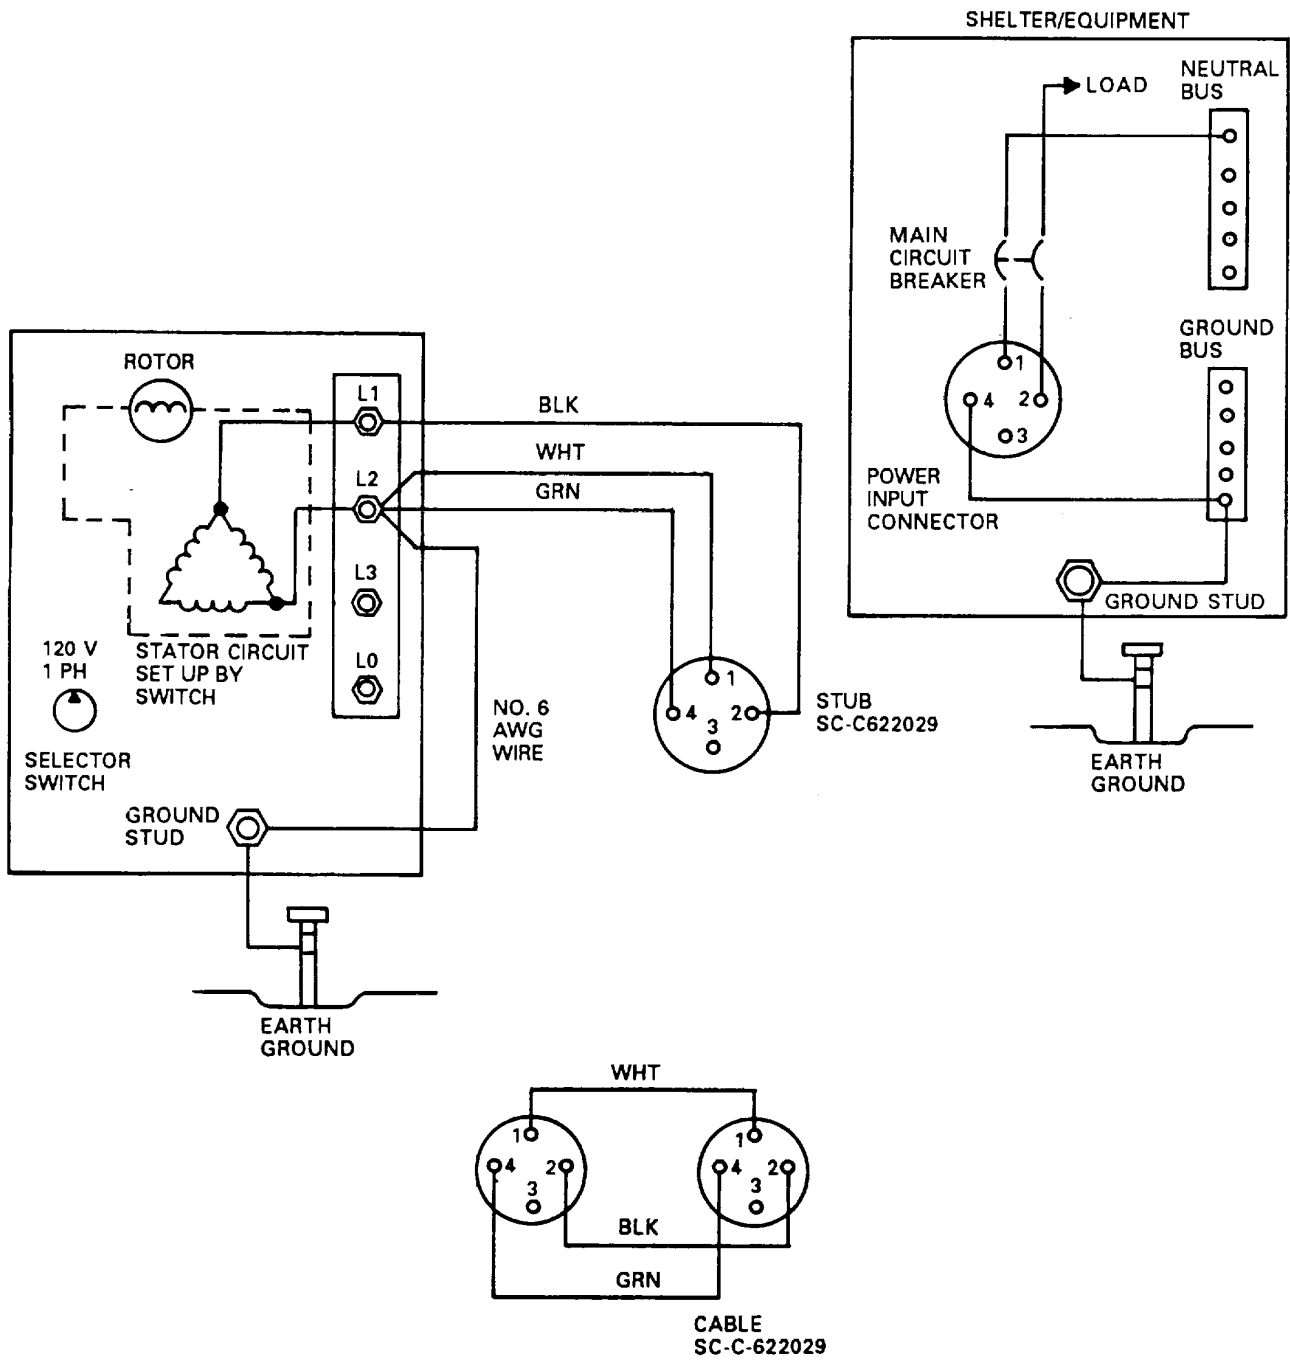 SHELTER/EQUIPMENT
LOAD
NEUTRAL
BUS
MAIN
CIRCUIT
BREAKER
GROUND
BUS
1
4
2
3
POWER
INPUT
CONNECTOR
GROUND STUD
EARTH
GROUND
ROTOR
L1
L2
L3
L0
BLK
WHT
GRN
120 V
1 PH
STATOR CIRCUIT
SET UP BY
SWITCH
SELECTOR
SWITCH
GROUND
STUD
NO. 6
AWG
WIRE
1
4
2
3
STUB
SC-C622029
EARTH
GROUND
WHT
1
4
2
3
1
4
2
3
BLK
GRN
CABLE
SC-C-622029